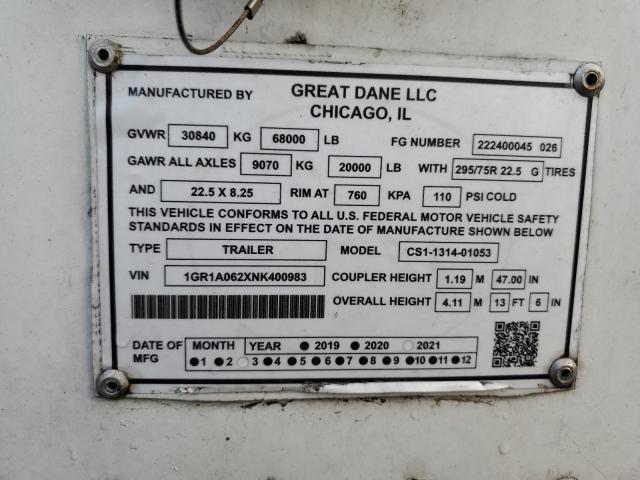 MANUFACTURED BY GREAT DANE LLC
CHICAGO, IL
GVWR 30840 KG 68000 LB FG NUMBER 222400045 026
GAWR ALL AXLES 9070 KG 20000 LB WITH 295/75R 22.5 G TIRES
AND 22.5 X 8.25 RIM AT 760 KPA 110 PSI COLD
THIS VEHICLE CONFORMS TO ALL U.S. FEDERAL MOTOR VEHICLE SAFETY
STANDARDS IN EFFECT ON THE DATE OF MANUFACTURE SHOWN BELOW
TYPE TRAILER MODEL CS1-1314-01053
VIN 1GR1A062XNK400983 COUPLER HEIGHT 1.19 M 47.00 IN
OVERALL HEIGHT 4.11 M 13 FT 6 IN
DATE OF MFG MONTH YEAR 2019 2020 2021
1 2 3 4 5 6 7 8 9 10 11 12